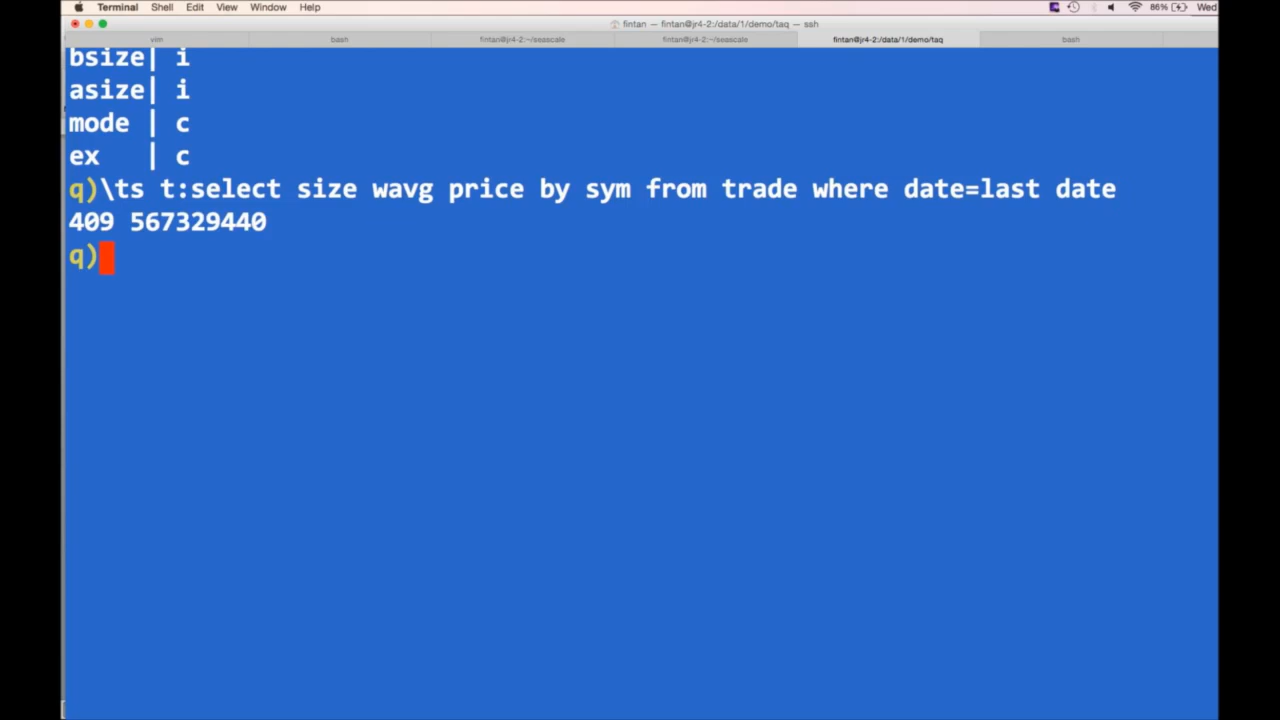 Terminal Shell Edit View Window Help 86% Wed
fintan — fintan@jr4-2:/data/1/demo/taq — ssh
vim bash fintan@jr4-2:~/seascale fintan@jr4-2:~/seascale fintan@jr4-2:/data/1/demo/taq bash
bsize| i
asize| i
mode | c
ex | c
q)\ts t:select size wavg price by sym from trade where date=last date
409 567329440
q)